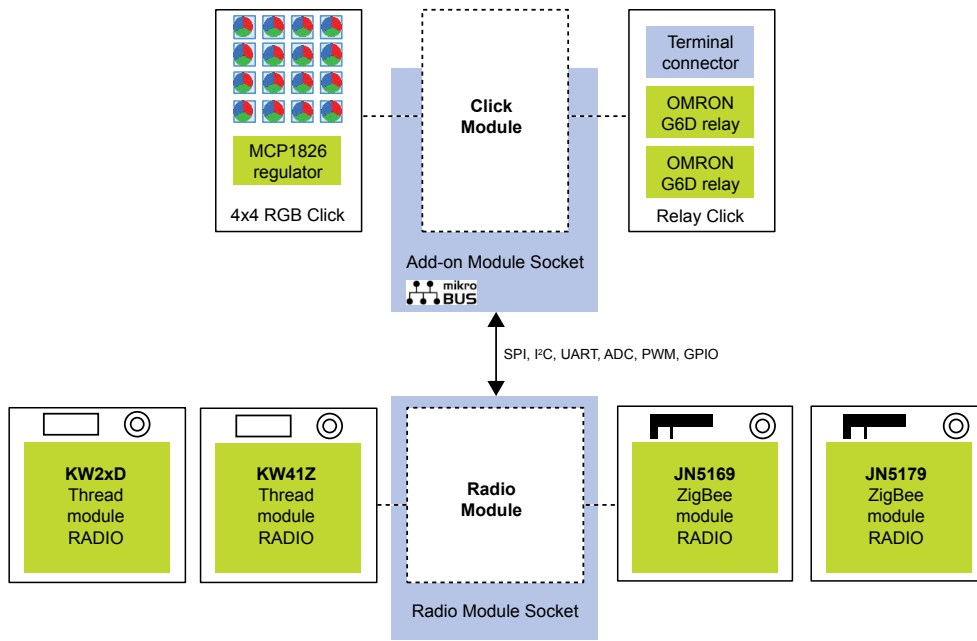 MCP1826
regulator
4x4 RGB Click
Click
Module
Terminal
connector
OMRON
G6D relay
OMRON
G6D relay
Relay Click
Add-on Module Socket
mikro
BUS
SPI, I²C, UART, ADC, PWM, GPIO
KW2xD
Thread
module
RADIO
KW41Z
Thread
module
RADIO
Radio
Module
JN5169
ZigBee
module
RADIO
JN5179
ZigBee
module
RADIO
Radio Module Socket